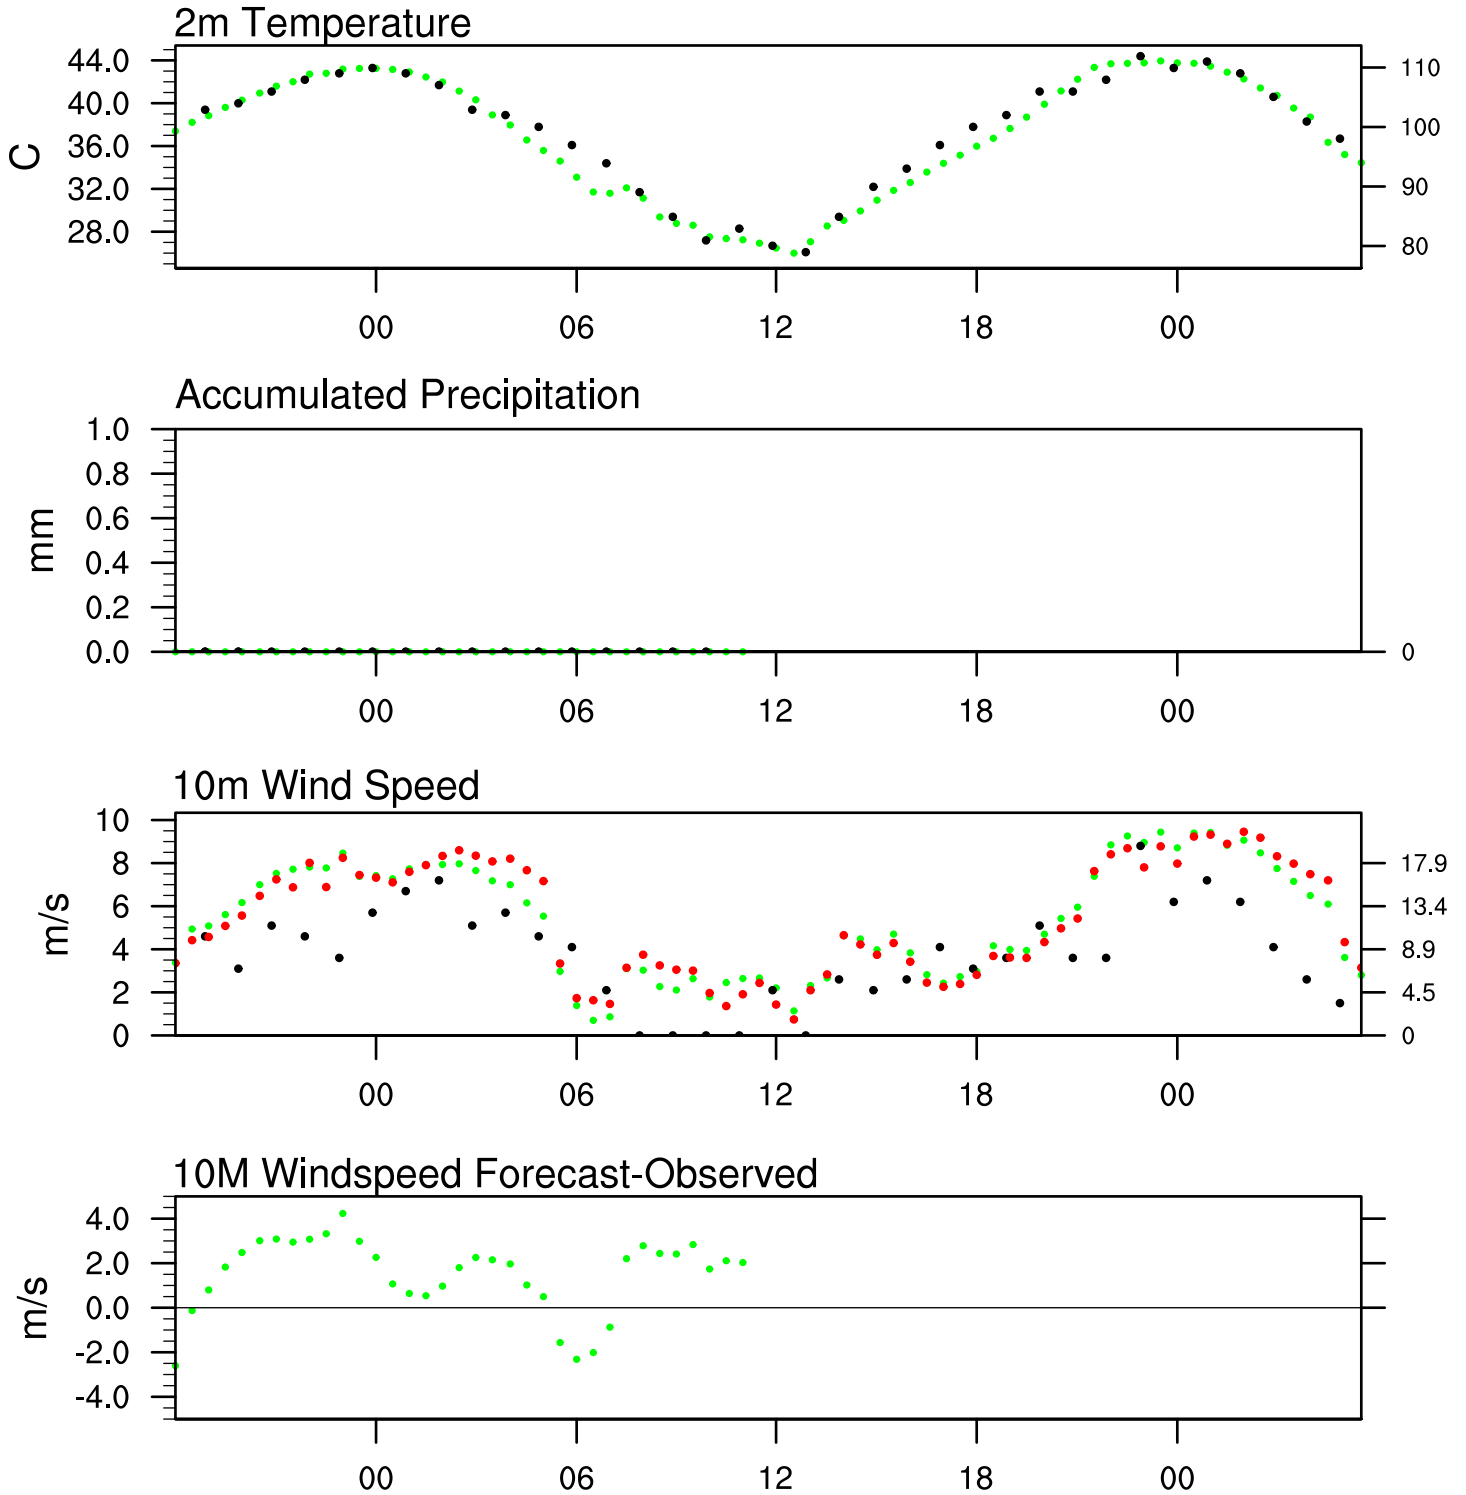 2m Temperature
44.0
40.0
36.0
32.0
28.0
C
110
100
90
80
00 06 12 18 00
Accumulated Precipitation
1.0
0.8
0.6
0.4
0.2
0.0
mm
0
00 06 12 18 00
10m Wind Speed
10
8
6
4
2
0
m/s
17.9
13.4
8.9
4.5
0
00 06 12 18 00
10M Windspeed Forecast-Observed
4.0
2.0
0.0
-2.0
-4.0
m/s
00 06 12 18 00